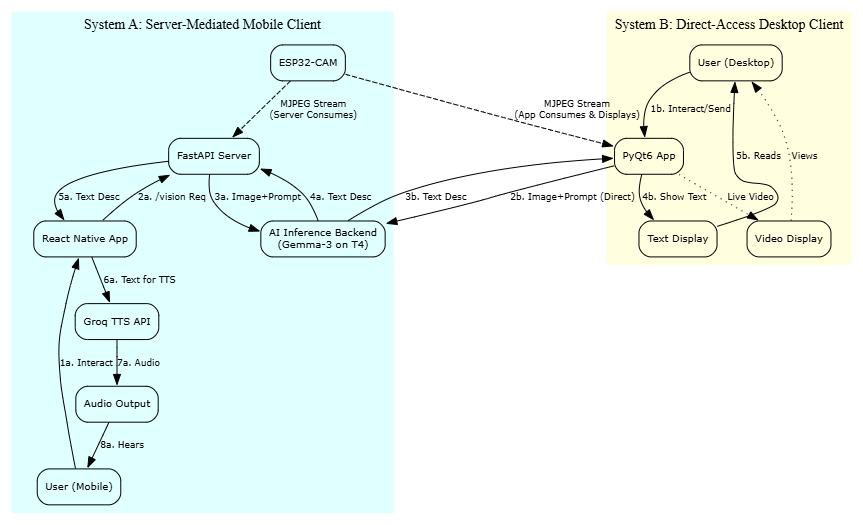 System A: Server-Mediated Mobile Client
System B: Direct-Access Desktop Client
ESP32-CAM
User (Desktop)
MJPEG Stream
(Server Consumes)
MJPEG Stream
(App Consumes & Displays)
1b. Interact/Send
FastAPI Server
PyQt6 App
5b. Reads
Views
5a. Text Desc
2a. /vision Req
3a. Image+Prompt
4a. Text Desc
3b. Text Desc
2b. Image+Prompt (Direct)
4b. Show Text
Live Video
React Native App
AI Inference Backend
(Gemma-3 on T4)
Text Display
Video Display
6a. Text for TTS
Groq TTS API
1a. Interact
7a. Audio
Audio Output
8a. Hears
User (Mobile)